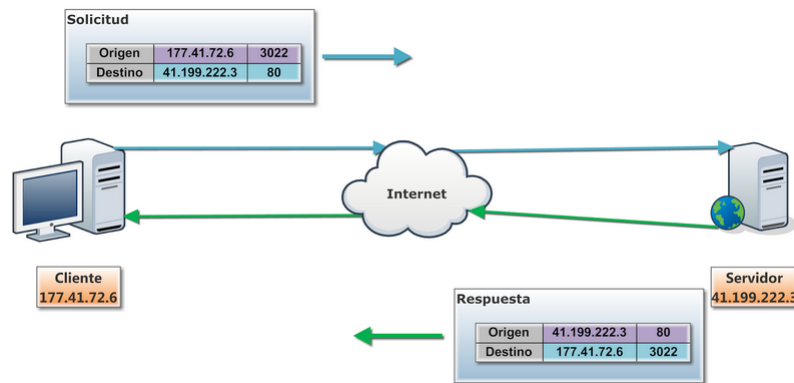 Solicitud
Origen 177.41.72.6 3022
Destino 41.199.222.3 80
Internet
Cliente
177.41.72.6
Servidor
41.199.222.3
Respuesta
Origen 41.199.222.3 80
Destino 177.41.72.6 3022